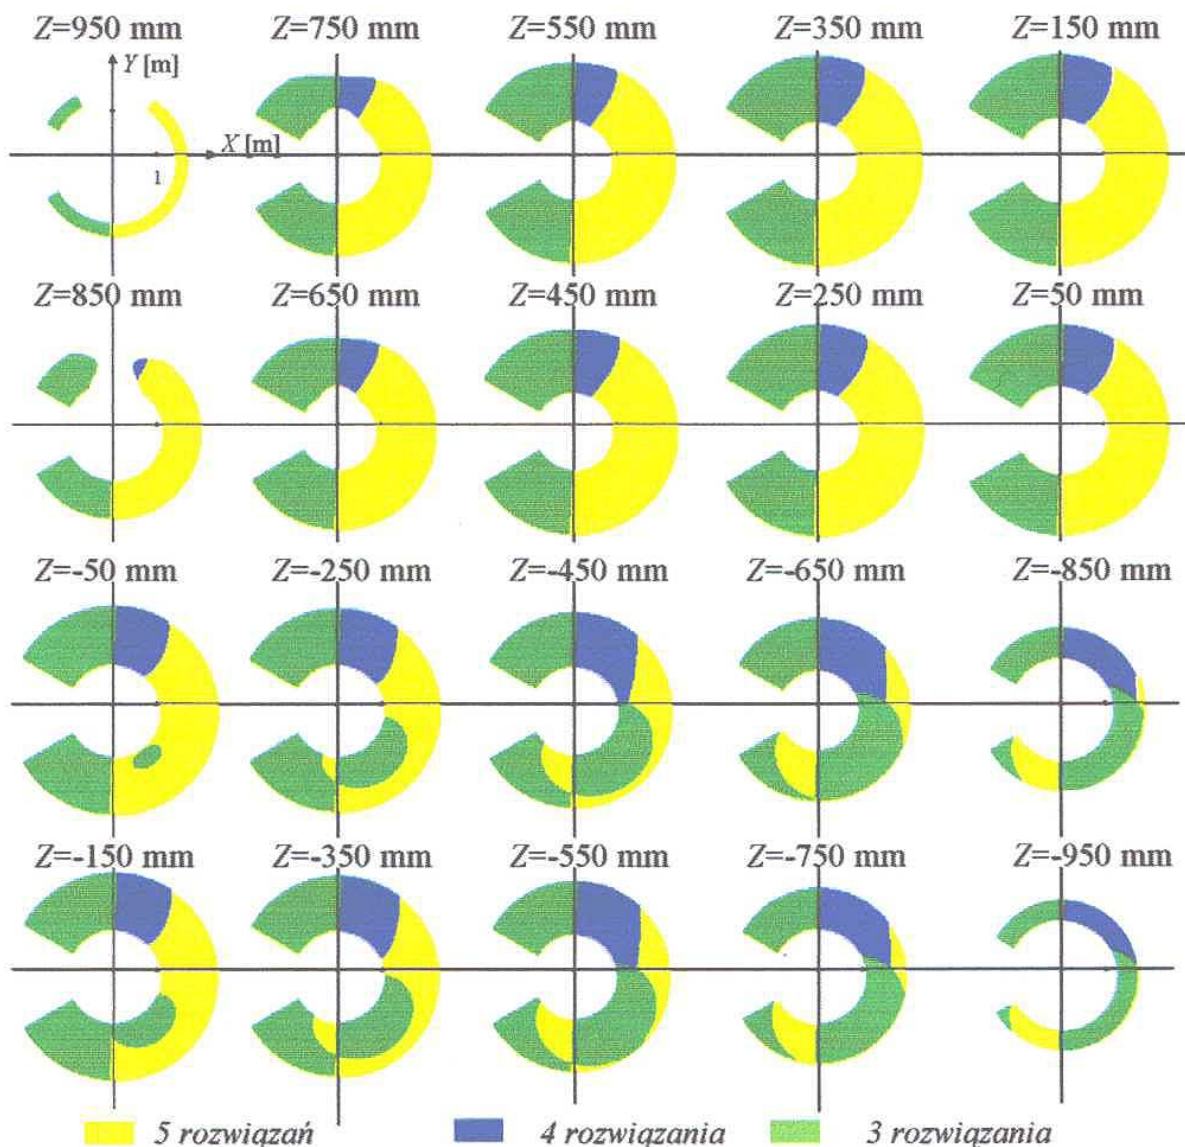 Z=950 mm Z=750 mm Z=550 mm Z=350 mm Z=150 mm
Y [m]
X [m]
1
Z=850 mm Z=650 mm Z=450 mm Z=250 mm Z=50 mm
Z=-50 mm Z=-250 mm Z=-450 mm Z=-650 mm Z=-850 mm
Z=-150 mm Z=-350 mm Z=-550 mm Z=-750 mm Z=-950 mm
5 rozwiązań 4 rozwiązania 3 rozwiązania